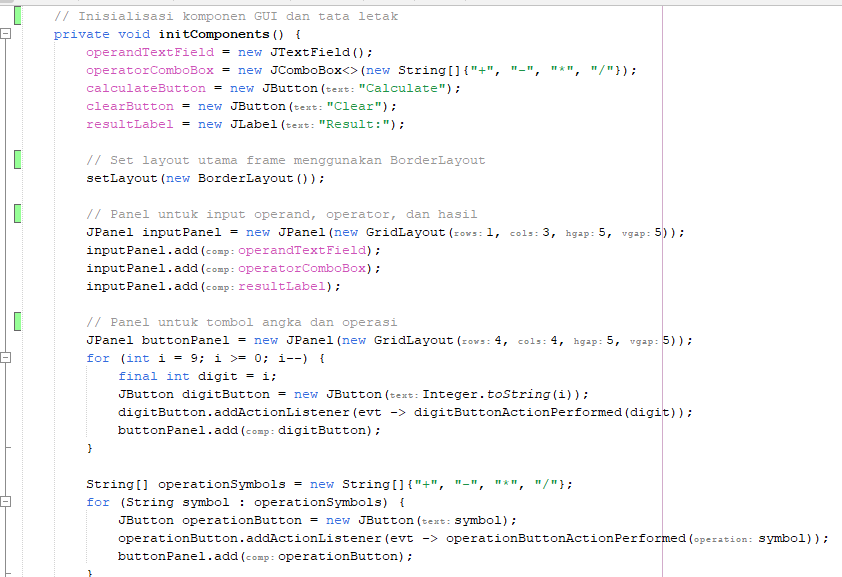 // Inisialisasi komponen GUI dan tata letak
private void initComponents() {
operandTextField = new JTextField();
operatorComboBox = new JComboBox<>(new String[]{"+", "-", "*", "/"});
calculateButton = new JButton(text: "Calculate");
clearButton = new JButton(text: "Clear");
resultLabel = new JLabel(text: "Result:");
// Set layout utama frame menggunakan BorderLayout
setLayout(new BorderLayout());
// Panel untuk input operand, operator, dan hasil
JPanel inputPanel = new JPanel(new GridLayout(rows: 1, cols: 3, hgap: 5, vgap: 5));
inputPanel.add(comp: operandTextField);
inputPanel.add(comp: operatorComboBox);
inputPanel.add(comp: resultLabel);
// Panel untuk tombol angka dan operasi
JPanel buttonPanel = new JPanel(new GridLayout(rows: 4, cols: 4, hgap: 5, vgap: 5));
for (int i = 9; i >= 0; i--) {
final int digit = i;
JButton digitButton = new JButton(text: Integer.toString(i));
digitButton.addActionListener(evt -> digitButtonActionPerformed(digit));
buttonPanel.add(comp: digitButton);
}
String[] operationSymbols = new String[]{"+", "-", "*", "/"};
for (String symbol : operationSymbols) {
JButton operationButton = new JButton(text: symbol);
operationButton.addActionListener(evt -> operationButtonActionPerformed(operation: symbol));
buttonPanel.add(comp: operationButton);
}